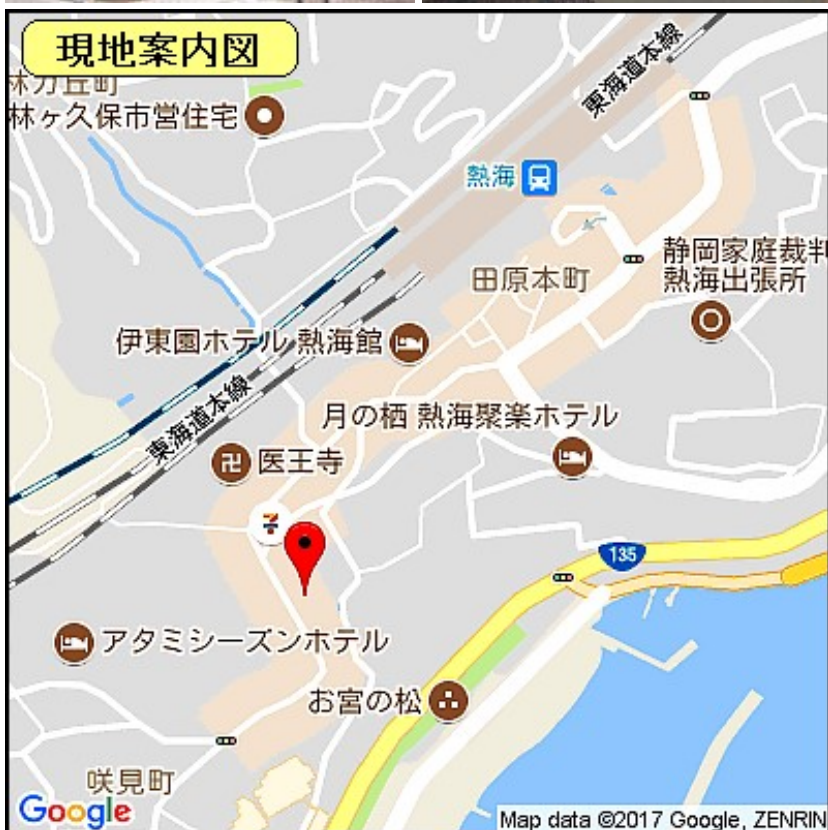 現地案内図
林ガ丘町
林ヶ久保市営住宅
東海道本線
熱海
静岡家庭裁判
熱海出張所
田原本町
伊東園ホテル 熱海館
東海道本線
月の栖 熱海聚楽ホテル
医王寺
135
アタミシーズンホテル
お宮の松
咲見町
Google
Map data ©2017 Google, ZENRIN